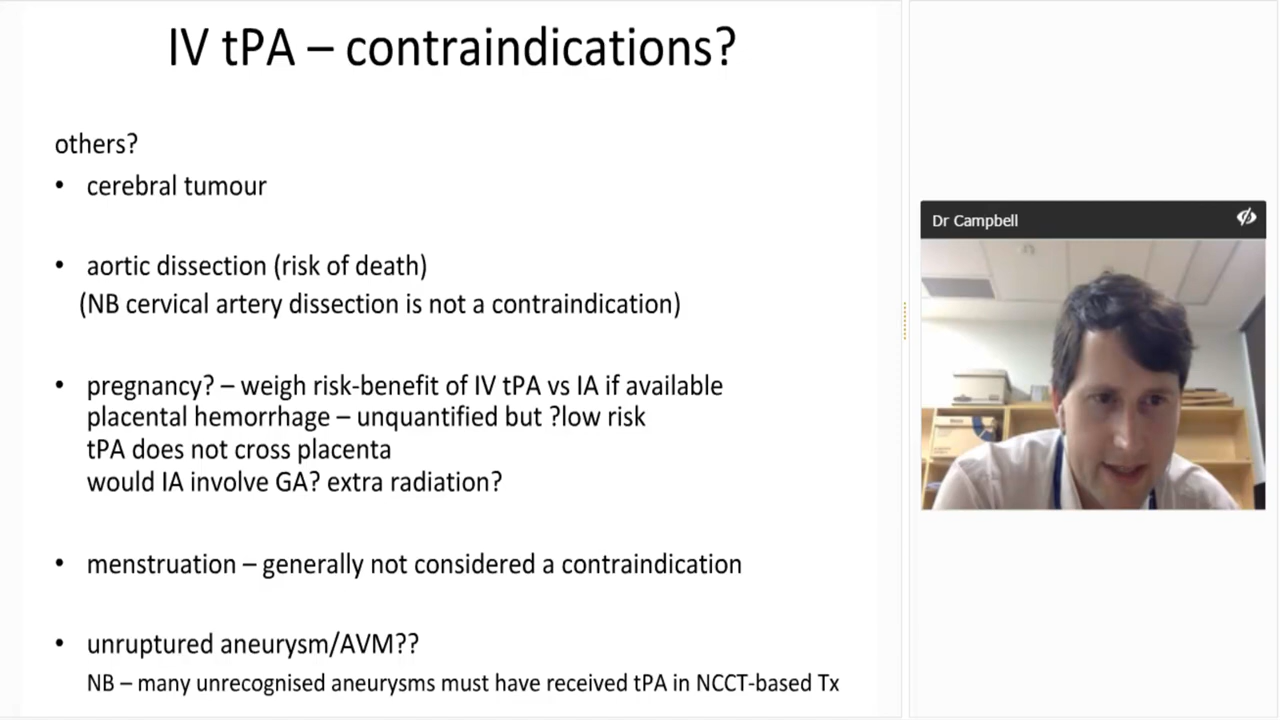 IV tPA – contraindications?
others?
• cerebral tumour
• aortic dissection (risk of death)
(NB cervical artery dissection is not a contraindication)
• pregnancy? – weigh risk-benefit of IV tPA vs IA if available
placental hemorrhage – unquantified but ?low risk
tPA does not cross placenta
would IA involve GA? extra radiation?
• menstruation – generally not considered a contraindication
• unruptured aneurysm/AVM??
NB – many unrecognised aneurysms must have received tPA in NCCT-based Tx
Dr Campbell